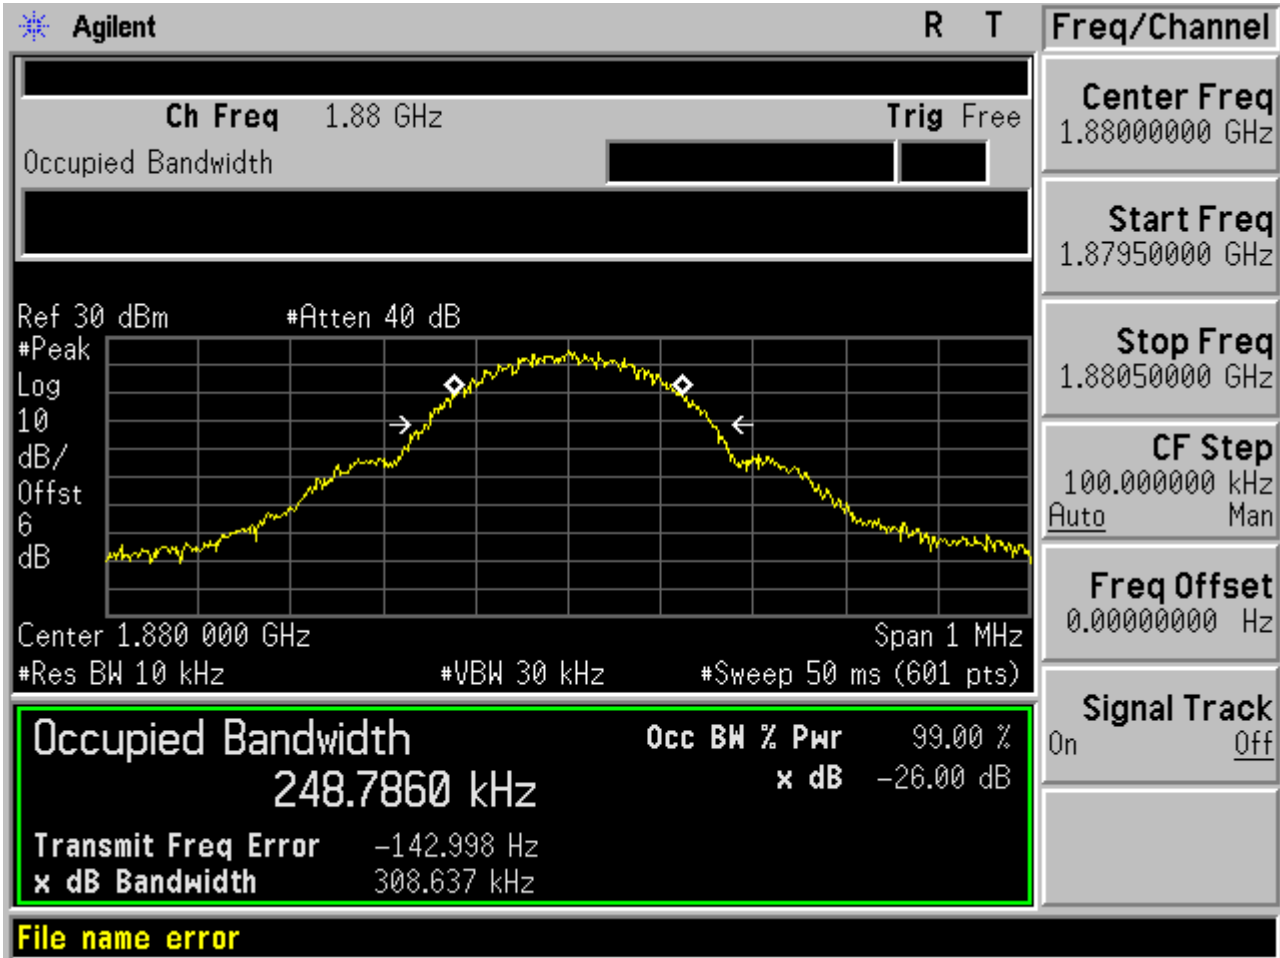 Agilent R T
Ch Freq 1.88 GHz Trig Free
Occupied Bandwidth
Ref 30 dBm #Atten 40 dB
#Peak
Log
10
dB/
Offst
6
dB
Center 1.880 000 GHz Span 1 MHz
#Res BW 10 kHz #VBW 30 kHz #Sweep 50 ms (601 pts)
Occupied Bandwidth Occ BW % Pwr 99.00 %
248.7860 kHz x dB -26.00 dB
Transmit Freq Error -142.998 Hz
x dB Bandwidth 308.637 kHz
File name error
Freq/Channel
Center Freq
1.88000000 GHz
Start Freq
1.87950000 GHz
Stop Freq
1.88050000 GHz
CF Step
100.000000 kHz
Auto Man
Freq Offset
0.00000000 Hz
Signal Track
On Off